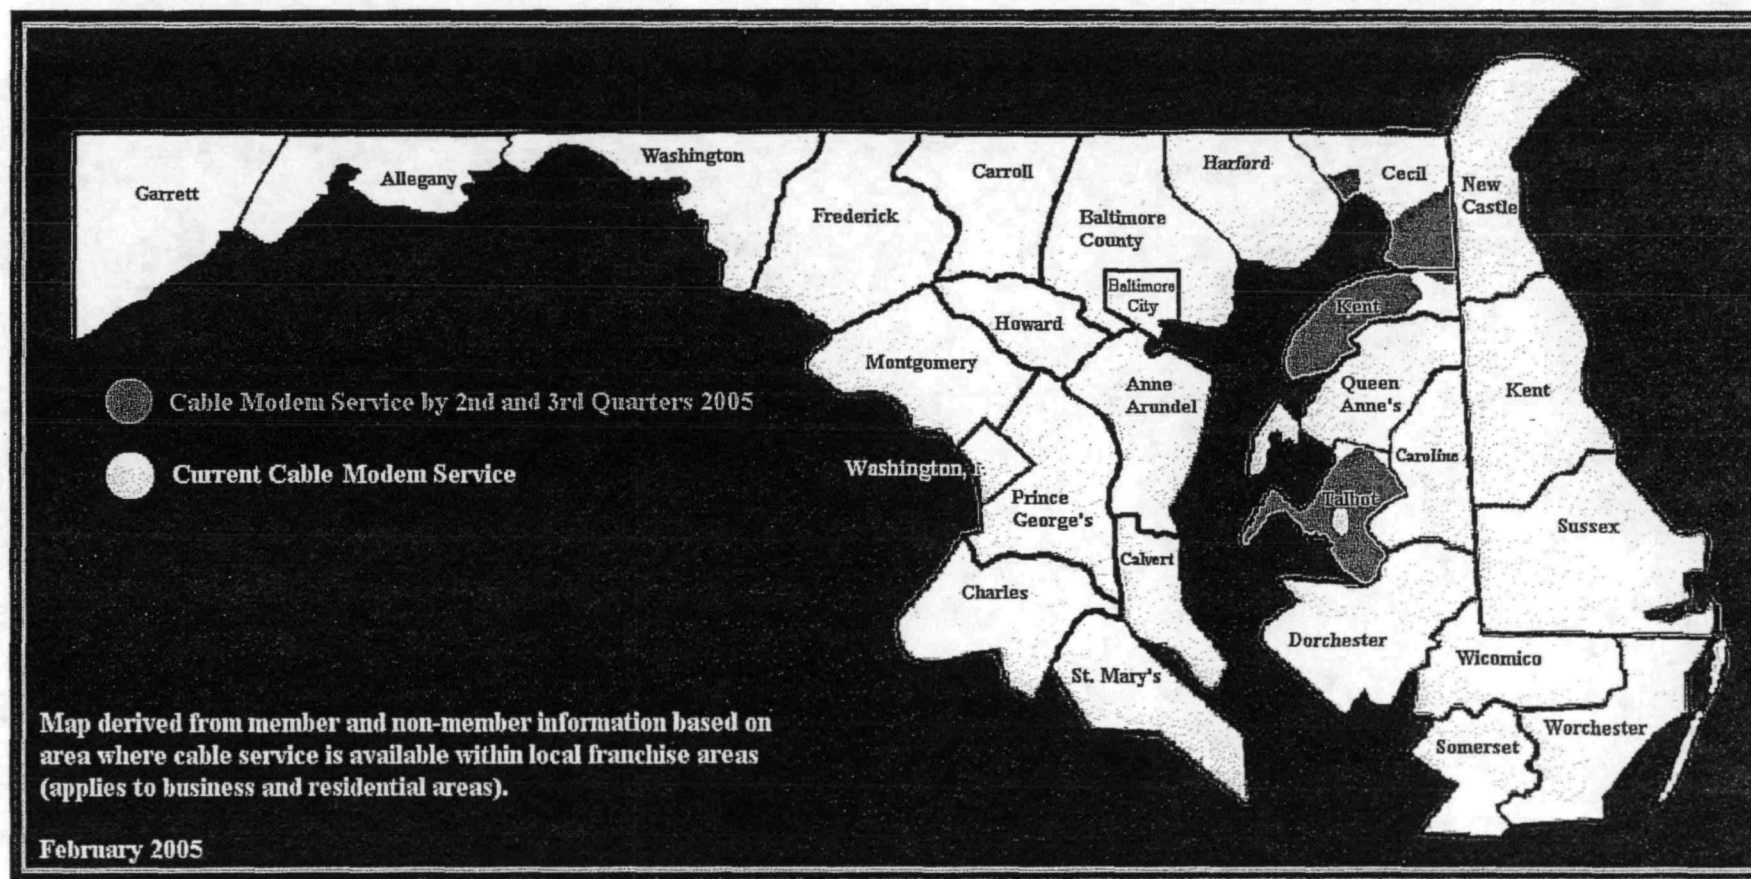 Garrett
Allegany
Washington
Frederick
Carroll
Baltimore
County
Baltimore
City
Harford
Cecil
New
Castle
Howard
Montgomery
Kent
Anne
Arundel
Queen
Anne's
Kent
Cable Modem Service by 2nd and 3rd Quarters 2005
Current Cable Modem Service
Washington,
Prince
George's
Caroline
Talbot
Sussex
Charles
Calvert
St. Mary's
Dorchester
Wicomico
Somerset
Worchester
Map derived from member and non-member information based on
area where cable service is available within local franchise areas
(applies to business and residential areas).
February 2005